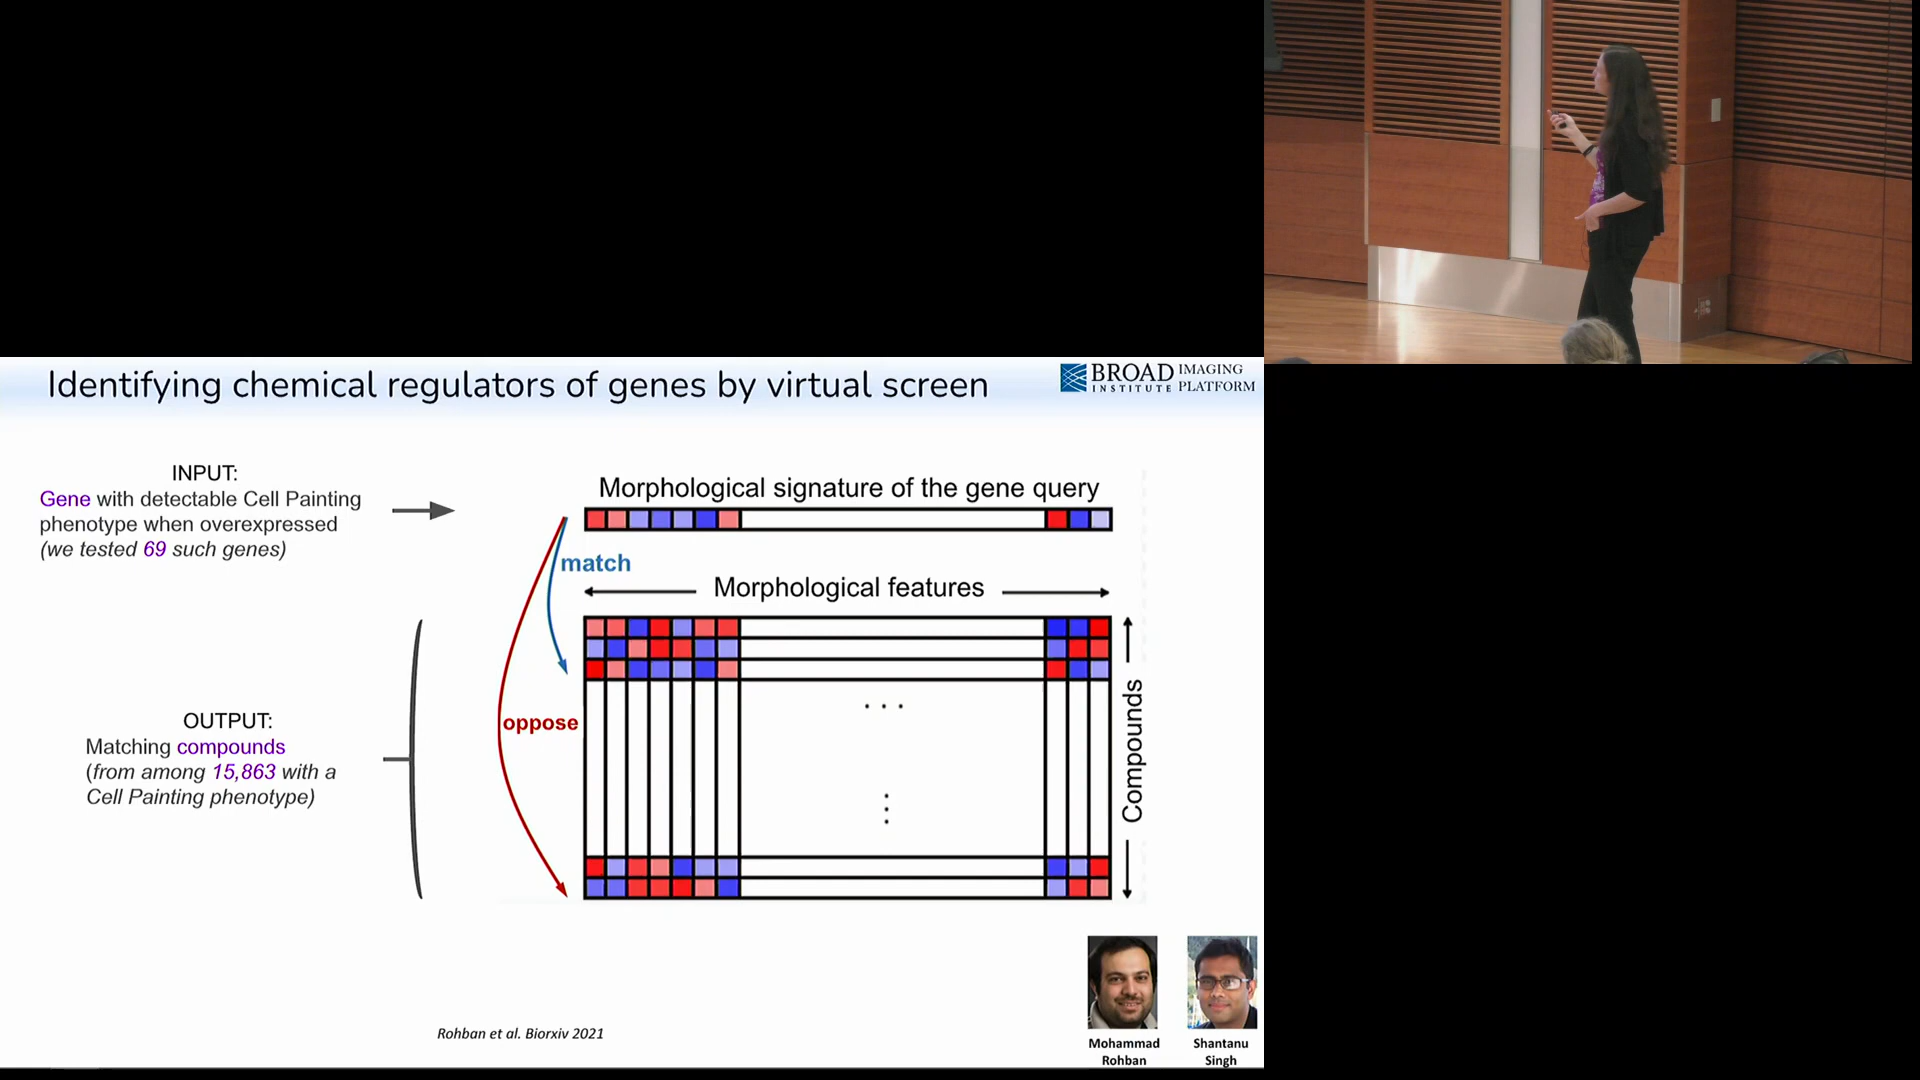 Identifying chemical regulators of genes by virtual screen
BROAD
INSTITUTE
IMAGING
PLATFORM
INPUT:
Gene with detectable Cell Painting
phenotype when overexpressed
(we tested 69 such genes)
Morphological signature of the gene query
match
Morphological features
oppose
. . .
Compounds
OUTPUT:
Matching compounds
(from among 15,863 with a
Cell Painting phenotype)
Rohban et al. Biorxiv 2021
Mohammad
Rohban
Shantanu
Singh